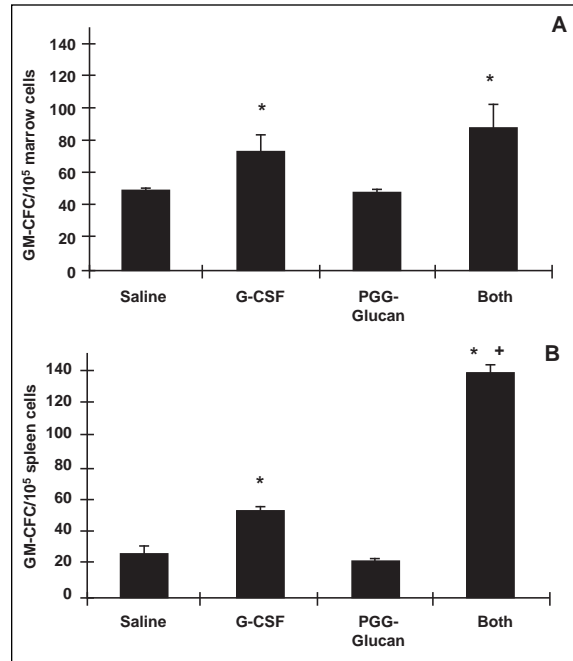 A
GM-CFC/10⁵ marrow cells
140
120
100
80
60
40
20
0
*
*
Saline
G-CSF
PGG-
Glucan
Both
B
GM-CFC/10⁵ spleen cells
140
120
100
80
60
40
20
0
*
* +
Saline
G-CSF
PGG-
Glucan
Both